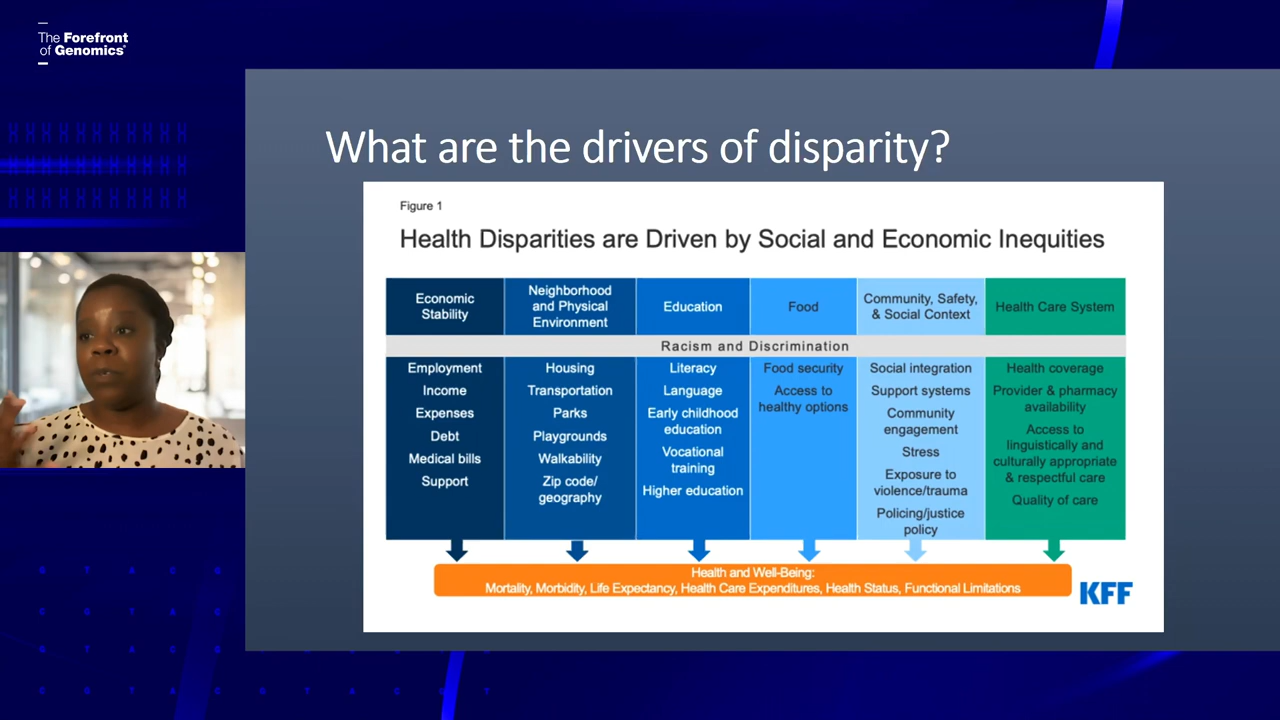 The Forefront
of Genomics®
What are the drivers of disparity?
Figure 1
Health Disparities are Driven by Social and Economic Inequities
Economic
Stability
Neighborhood
and Physical
Environment
Education
Food
Community, Safety,
& Social Context
Health Care System
Racism and Discrimination
Employment
Income
Expenses
Debt
Medical bills
Support
Housing
Transportation
Parks
Playgrounds
Walkability
Zip code/
geography
Literacy
Language
Early childhood
education
Vocational
training
Higher education
Food security
Access to
healthy options
Social integration
Support systems
Community
engagement
Stress
Exposure to
violence/trauma
Policing/justice
policy
Health coverage
Provider & pharmacy
availability
Access to
linguistically and
culturally appropriate
& respectful care
Quality of care
Health and Well-Being:
Mortality, Morbidity, Life Expectancy, Health Care Expenditures, Health Status, Functional Limitations
KFF